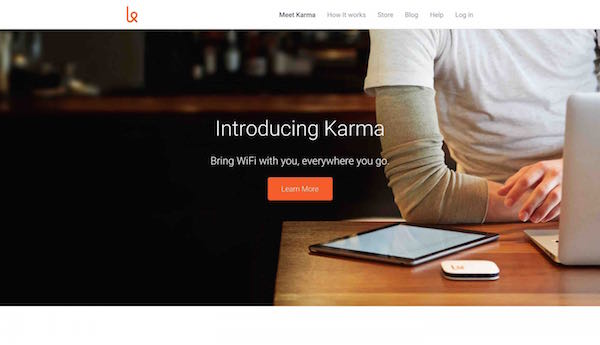 Meet Karma How It works Store Blog Help Log in
Introducing Karma
Bring WiFi with you, everywhere you go.
Learn More